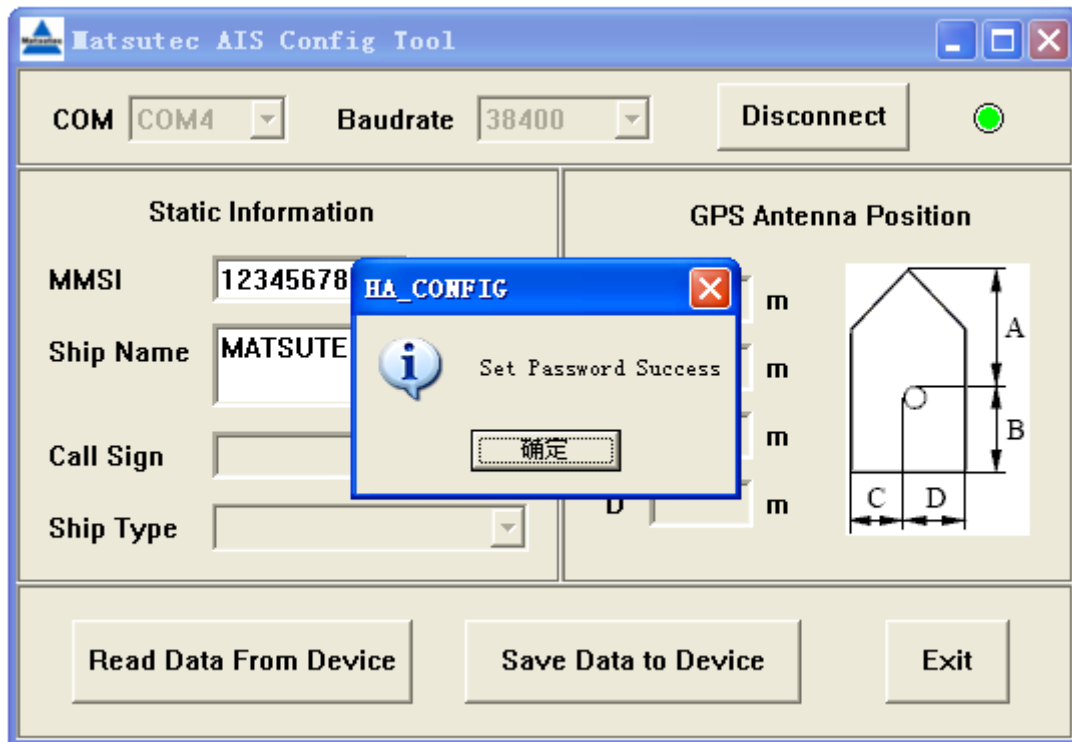 Matsutec AIS Config Tool
COM COM4 Baudrate 38400 Disconnect
Static Information
GPS Antenna Position
MMSI 12345678
HA_CONFIG
m
A
Ship Name MATSUTE
Set Password Success
m
确定
m
B
Call Sign
D m
C D
Ship Type
Read Data From Device Save Data to Device Exit